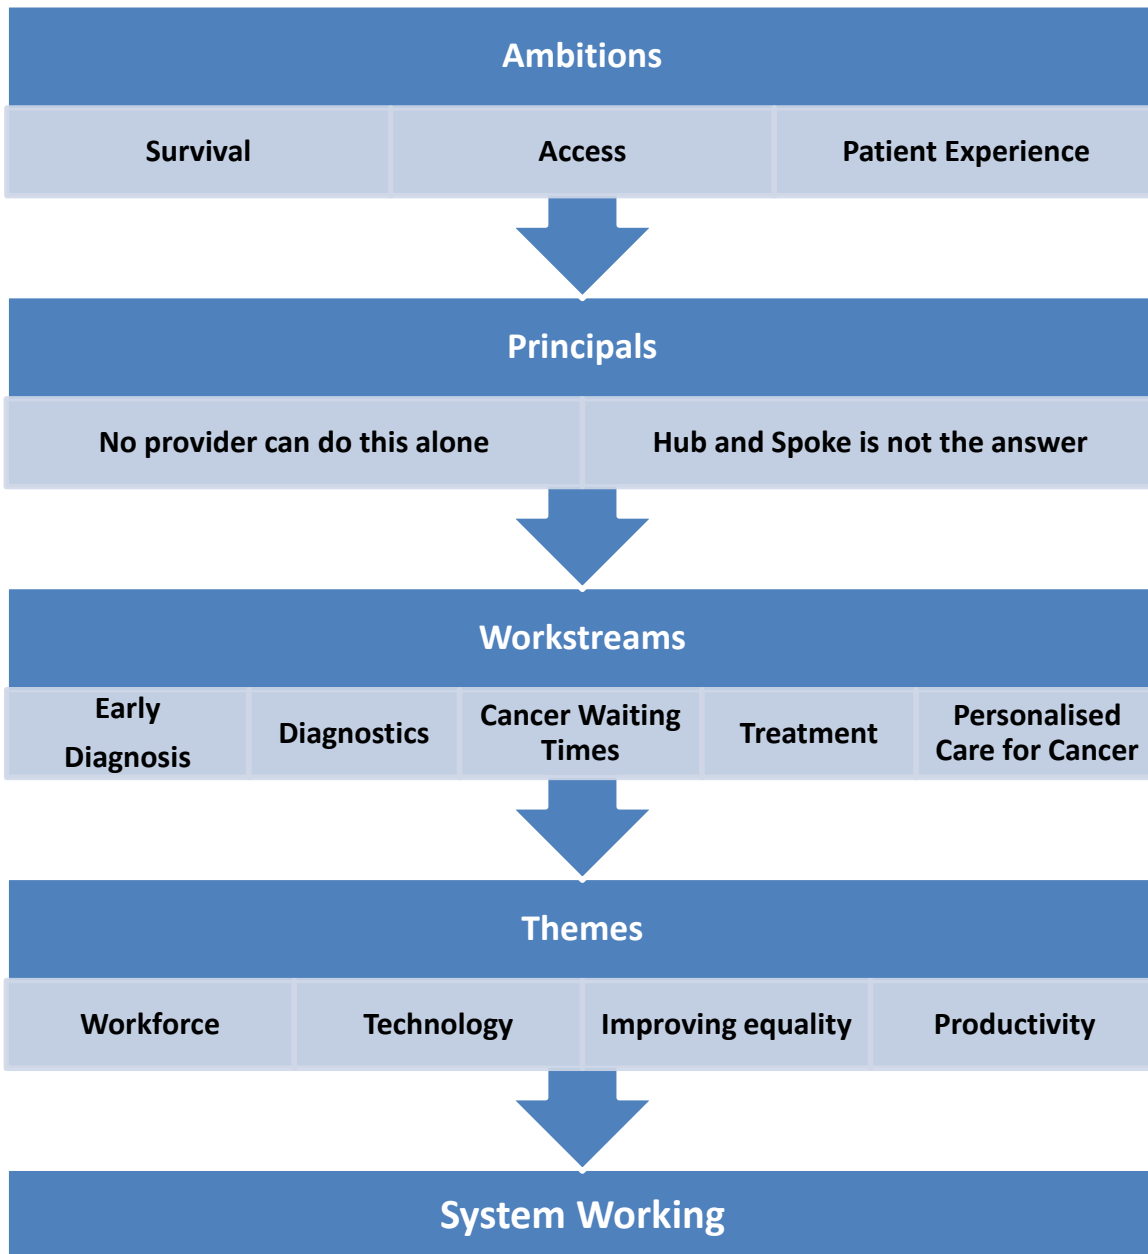 Ambitions
Survival
Access
Patient Experience
Principals
No provider can do this alone
Hub and Spoke is not the answer
Workstreams
Early
Diagnosis
Diagnostics
Cancer Waiting
Times
Treatment
Personalised
Care for Cancer
Themes
Workforce
Technology
Improving equality
Productivity
System Working